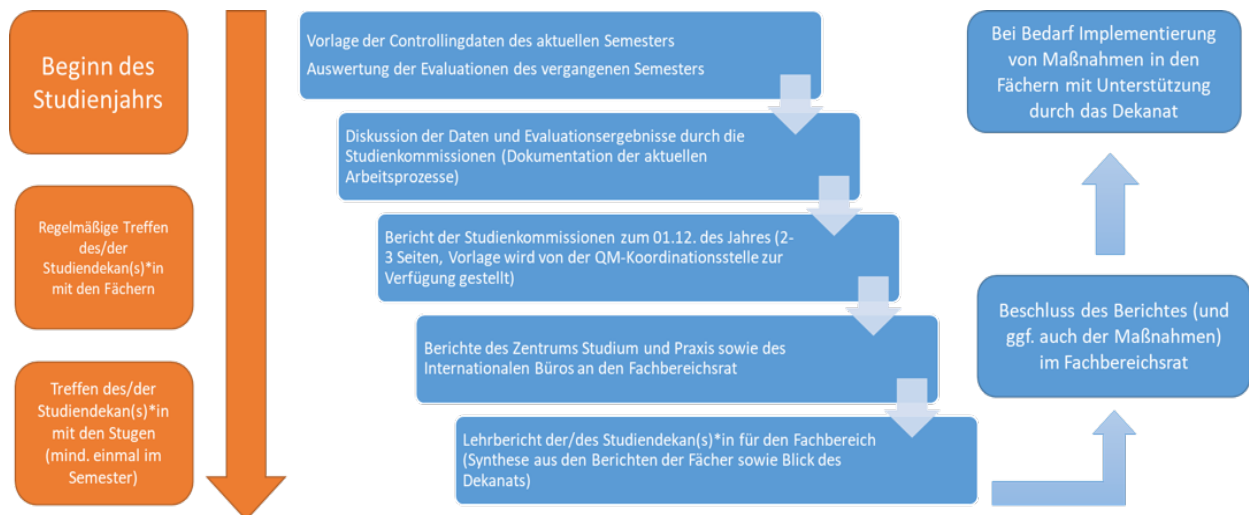 Beginn des
Studienjahrs
Regelmäßige Treffen
des/der
Studiendekan(s)*in
mit den Fächern
Treffen des/der
Studiendekan(s)*in
mit den Stugen
(mind. einmal im
Semester)
Vorlage der Controllingdaten des aktuellen Semesters
Auswertung der Evaluationen des vergangenen Semesters
Diskussion der Daten und Evaluationsergebnisse durch die
Studienkommissionen (Dokumentation der aktuellen
Arbeitsprozesse)
Bericht der Studienkommissionen zum 01.12. des Jahres (2-
3 Seiten, Vorlage wird von der QM-Koordinationsstelle zur
Verfügung gestellt)
Berichte des Zentrums Studium und Praxis sowie des
Internationalen Büros an den Fachbereichsrat
Lehrbericht der/des Studiendekan(s)*in für den Fachbereich
(Synthese aus den Berichten der Fächer sowie Blick des
Dekanats)
Beschluss des Berichtes (und
ggf. auch der Maßnahmen)
im Fachbereichsrat
Bei Bedarf Implementierung
von Maßnahmen in den
Fächern mit Unterstützung
durch das Dekanat